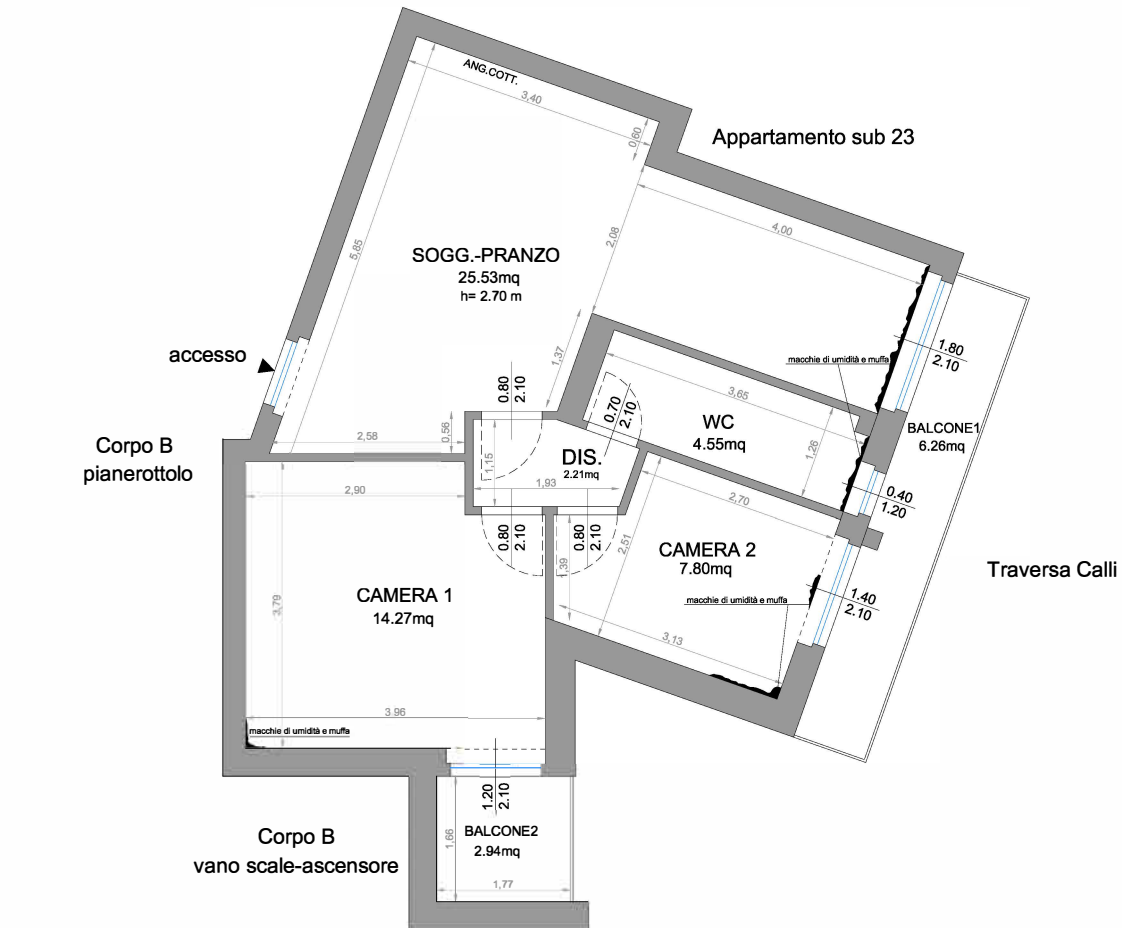 ANG.COTT.
3,40
0,60
Appartamento sub 23
4,00
2,08
5,85
SOGG.-PRANZO
25.53mq
h= 2.70 m
accesso
1,37
macchie di umidità e muffa
1.80
2.10
0.80
2.10
0.70
2.10
3,65
WC
4.55mq
1,26
BALCONE1
6.26mq
Corpo B
pianerottolo
2,58
0,56
1,15
DIS.
2.21mq
1,93
2,90
2,70
0.40
1.20
0.80
2.10
0.80
2.10
,39
2,51
CAMERA 2
7.80mq
Traversa Calli
CAMERA 1
14.27mq
3,79
macchie di umidità e muffa
1.40
2.10
3,13
3.96
macchie di umidità e muffa
1.20
2.10
Corpo B
vano scale-ascensore
1,66
BALCONE2
2.94mq
1,77